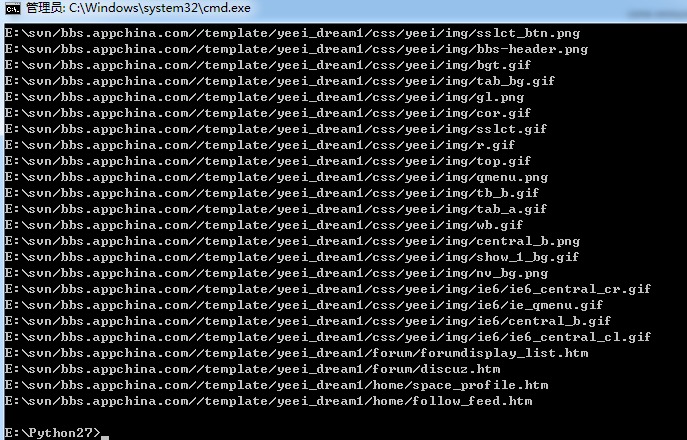 管理员: C:\Windows\system32\cmd.exe
E:\svn/bbs.appchina.com//template/yeei_dream1/css/yeei/img/sslct_btn.png
E:\svn/bbs.appchina.com//template/yeei_dream1/css/yeei/img/bbs-header.png
E:\svn/bbs.appchina.com//template/yeei_dream1/css/yeei/img/bgt.gif
E:\svn/bbs.appchina.com//template/yeei_dream1/css/yeei/img/tab_bg.gif
E:\svn/bbs.appchina.com//template/yeei_dream1/css/yeei/img/gl.png
E:\svn/bbs.appchina.com//template/yeei_dream1/css/yeei/img/cor.gif
E:\svn/bbs.appchina.com//template/yeei_dream1/css/yeei/img/sslct.gif
E:\svn/bbs.appchina.com//template/yeei_dream1/css/yeei/img/r.gif
E:\svn/bbs.appchina.com//template/yeei_dream1/css/yeei/img/top.gif
E:\svn/bbs.appchina.com//template/yeei_dream1/css/yeei/img/qmenu.png
E:\svn/bbs.appchina.com//template/yeei_dream1/css/yeei/img/tb_b.gif
E:\svn/bbs.appchina.com//template/yeei_dream1/css/yeei/img/tab_a.gif
E:\svn/bbs.appchina.com//template/yeei_dream1/css/yeei/img/wb.gif
E:\svn/bbs.appchina.com//template/yeei_dream1/css/yeei/img/central_b.png
E:\svn/bbs.appchina.com//template/yeei_dream1/css/yeei/img/show_1_bg.gif
E:\svn/bbs.appchina.com//template/yeei_dream1/css/yeei/img/nv_bg.png
E:\svn/bbs.appchina.com//template/yeei_dream1/css/yeei/img/ie6/ie6_central_cr.gif
E:\svn/bbs.appchina.com//template/yeei_dream1/css/yeei/img/ie6/ie_qmenu.gif
E:\svn/bbs.appchina.com//template/yeei_dream1/css/yeei/img/ie6/central_b.gif
E:\svn/bbs.appchina.com//template/yeei_dream1/css/yeei/img/ie6/ie6_central_cl.gif
E:\svn/bbs.appchina.com//template/yeei_dream1/forum/forumdisplay_list.htm
E:\svn/bbs.appchina.com//template/yeei_dream1/forum/discuz.htm
E:\svn/bbs.appchina.com//template/yeei_dream1/home/space_profile.htm
E:\svn/bbs.appchina.com//template/yeei_dream1/home/follow_feed.htm
E:\Python27>